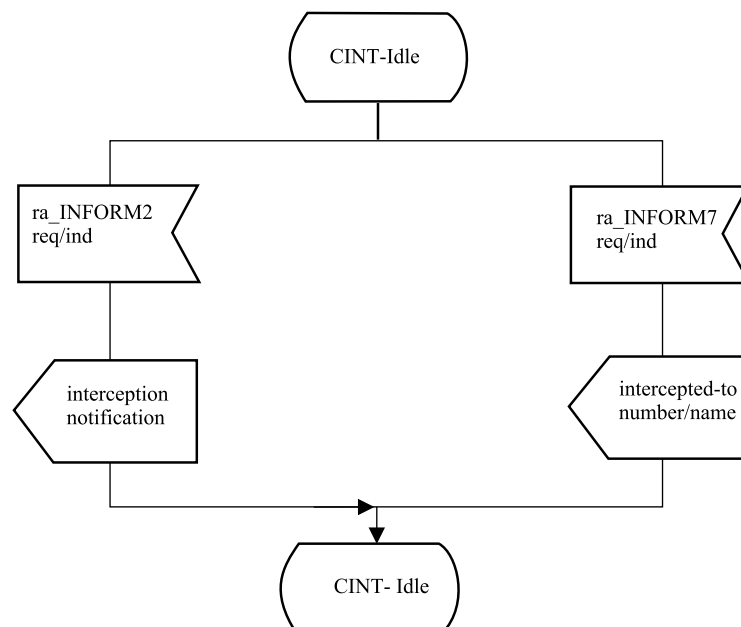 CINT-Idle
ra_INFORM2
req/ind
ra_INFORM7
req/ind
interception
notification
intercepted-to
number/name
CINT- Idle